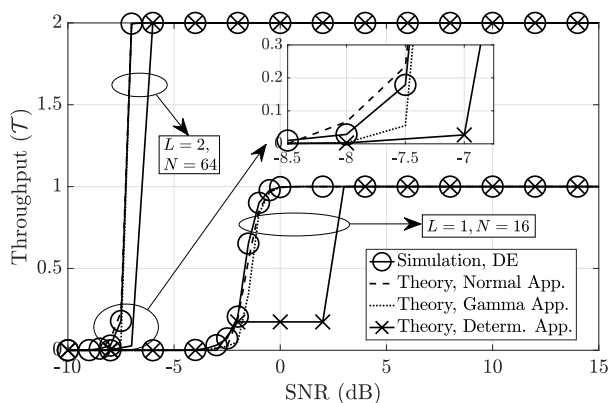 2
1.5
1
0.5
0
Throughput (𝒯)
-10
-5
0
5
10
15
SNR (dB)
0.3
0.2
0.1
0
-8.5
-8
-7.5
-7
L = 2,
N = 64
L = 1, N = 16
Simulation, DE
Theory, Normal App.
Theory, Gamma App.
Theory, Determ. App.